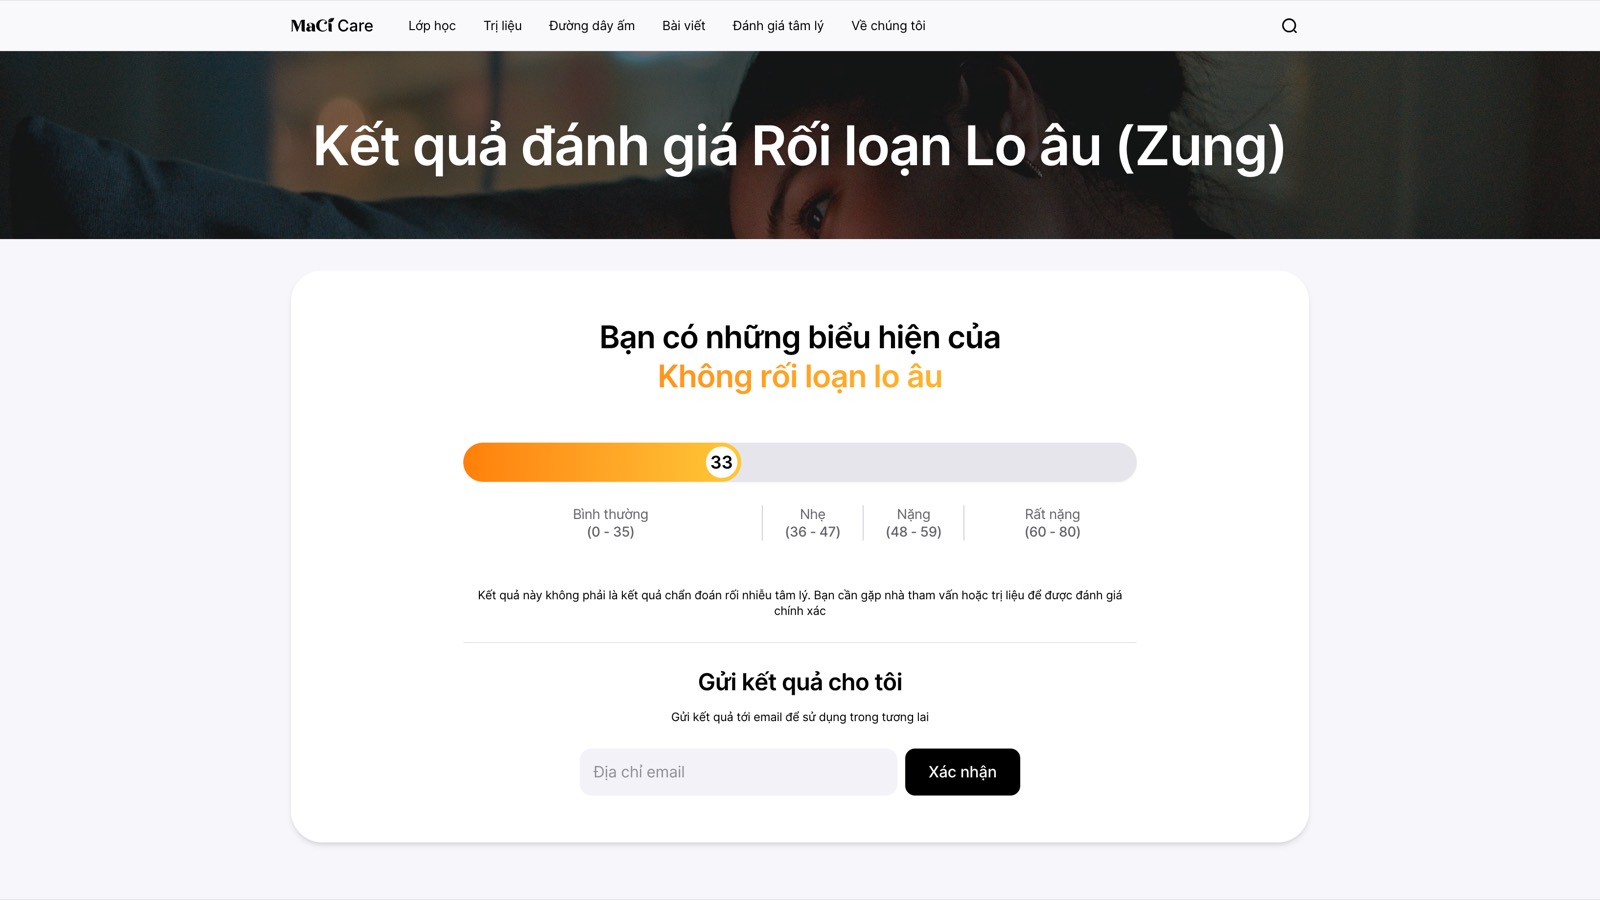 MaCí Care
Lớp học
Trị liệu
Đường dây ấm
Bài viết
Đánh giá tâm lý
Về chúng tôi
Kết quả đánh giá Rối loạn Lo âu (Zung)
Bạn có những biểu hiện của
Không rối loạn lo âu
33
Bình thường
(0 - 35)
Nhẹ
(36 - 47)
Nặng
(48 - 59)
Rất nặng
(60 - 80)
Kết quả này không phải là kết quả chẩn đoán rối nhiễu tâm lý. Bạn cần gặp nhà tham vấn hoặc trị liệu để được đánh giá
chính xác
Gửi kết quả cho tôi
Gửi kết quả tới email để sử dụng trong tương lai
Địa chỉ email
Xác nhận